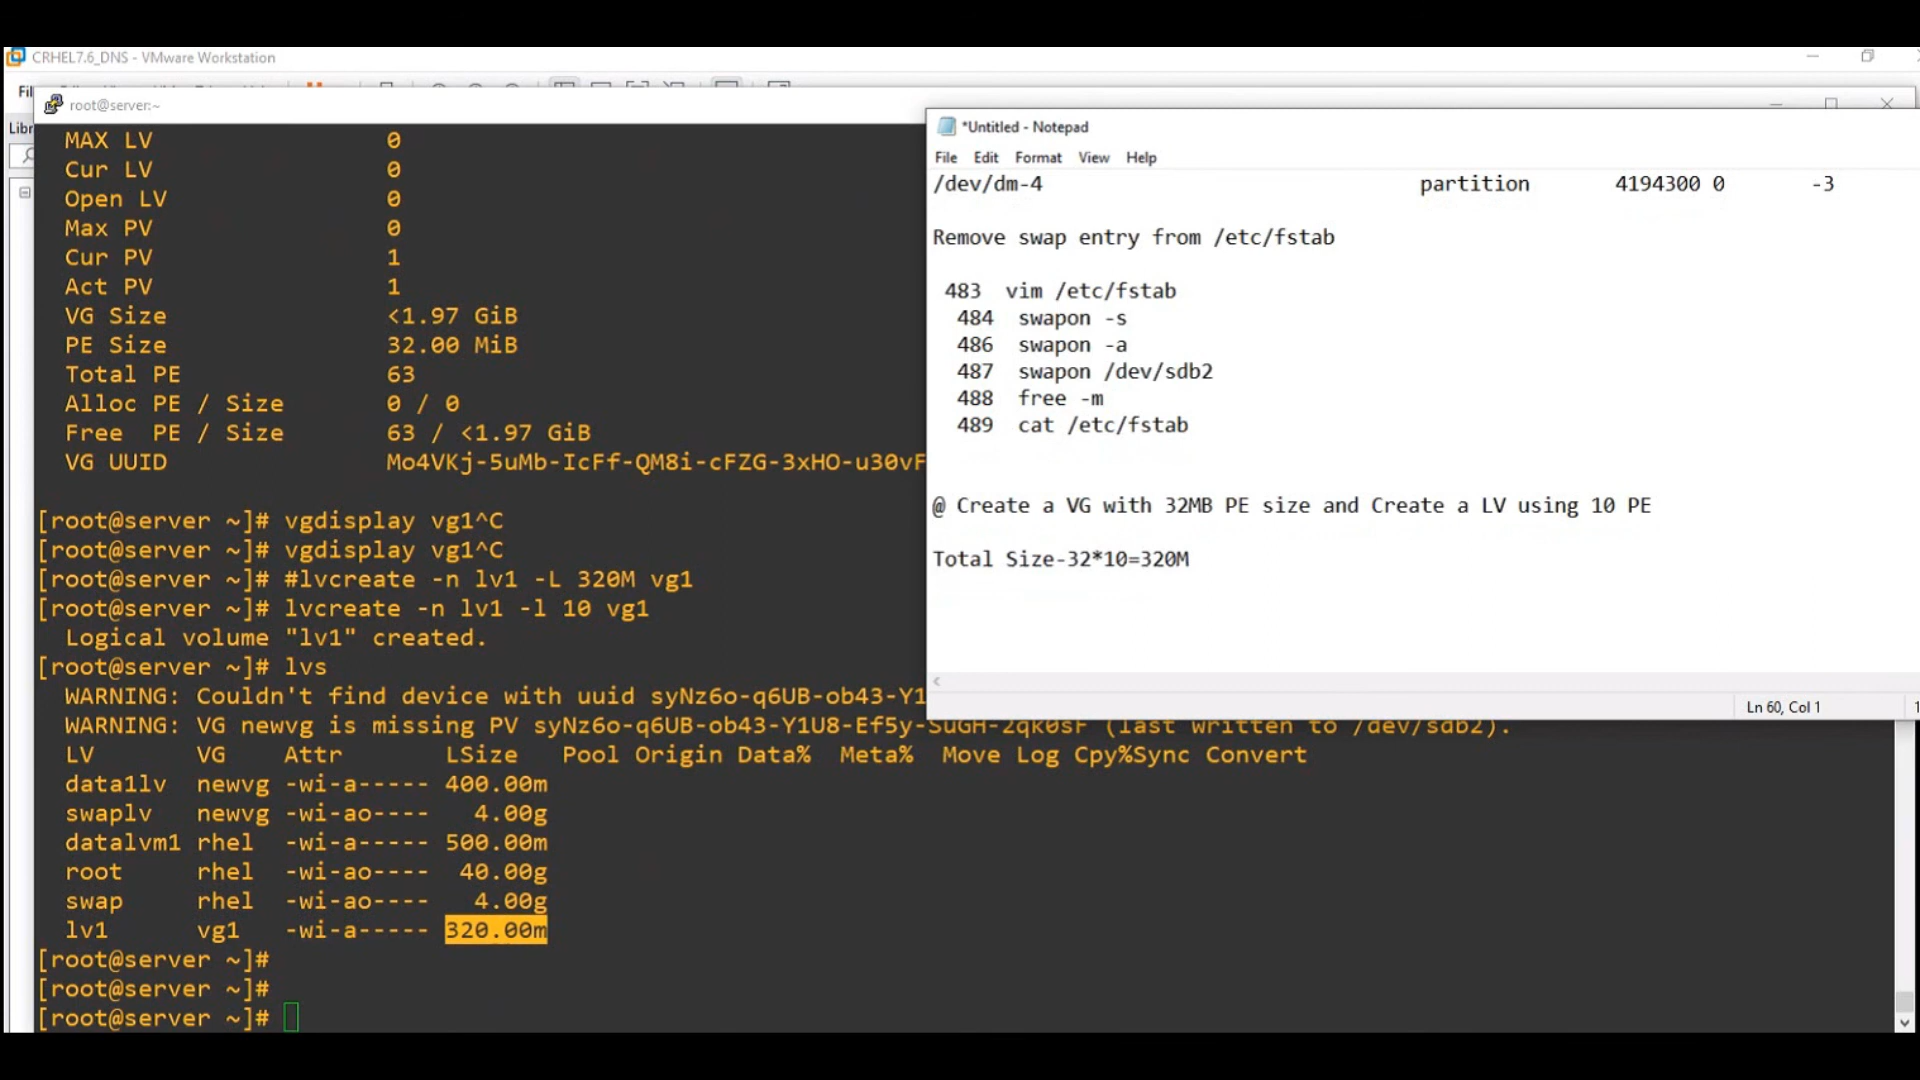 CRHEL7.6_DNS - VMware Workstation
root@server:~
MAX LV 0
Cur LV 0
Open LV 0
Max PV 0
Cur PV 1
Act PV 1
VG Size <1.97 GiB
PE Size 32.00 MiB
Total PE 63
Alloc PE / Size 0 / 0
Free PE / Size 63 / <1.97 GiB
VG UUID Mo4VKj-5uMb-IcFf-QM8i-cFZG-3xHO-u30vF
[root@server ~]# vgdisplay vg1^C
[root@server ~]# vgdisplay vg1^C
[root@server ~]# #lvcreate -n lv1 -L 320M vg1
[root@server ~]# lvcreate -n lv1 -l 10 vg1
Logical volume "lv1" created.
[root@server ~]# lvs
WARNING: Couldn't find device with uuid syNz6o-q6UB-ob43-Y1
WARNING: VG newvg is missing PV syNz6o-q6UB-ob43-Y1U8-Ef5y-SuGH-2qk0sF (last written to /dev/sdb2).
LV VG Attr LSize Pool Origin Data% Meta% Move Log Cpy%Sync Convert
data1lv newvg -wi-a----- 400.00m
swaplv newvg -wi-ao---- 4.00g
datalvm1 rhel -wi-a----- 500.00m
root rhel -wi-ao---- 40.00g
swap rhel -wi-ao---- 4.00g
lv1 vg1 -wi-a----- 320.00m
[root@server ~]#
[root@server ~]#
[root@server ~]#
*Untitled - Notepad
File Edit Format View Help
/dev/dm-4 partition 4194300 0 -3
Remove swap entry from /etc/fstab
483 vim /etc/fstab
484 swapon -s
486 swapon -a
487 swapon /dev/sdb2
488 free -m
489 cat /etc/fstab
@ Create a VG with 32MB PE size and Create a LV using 10 PE
Total Size-32*10=320M
Ln 60, Col 1